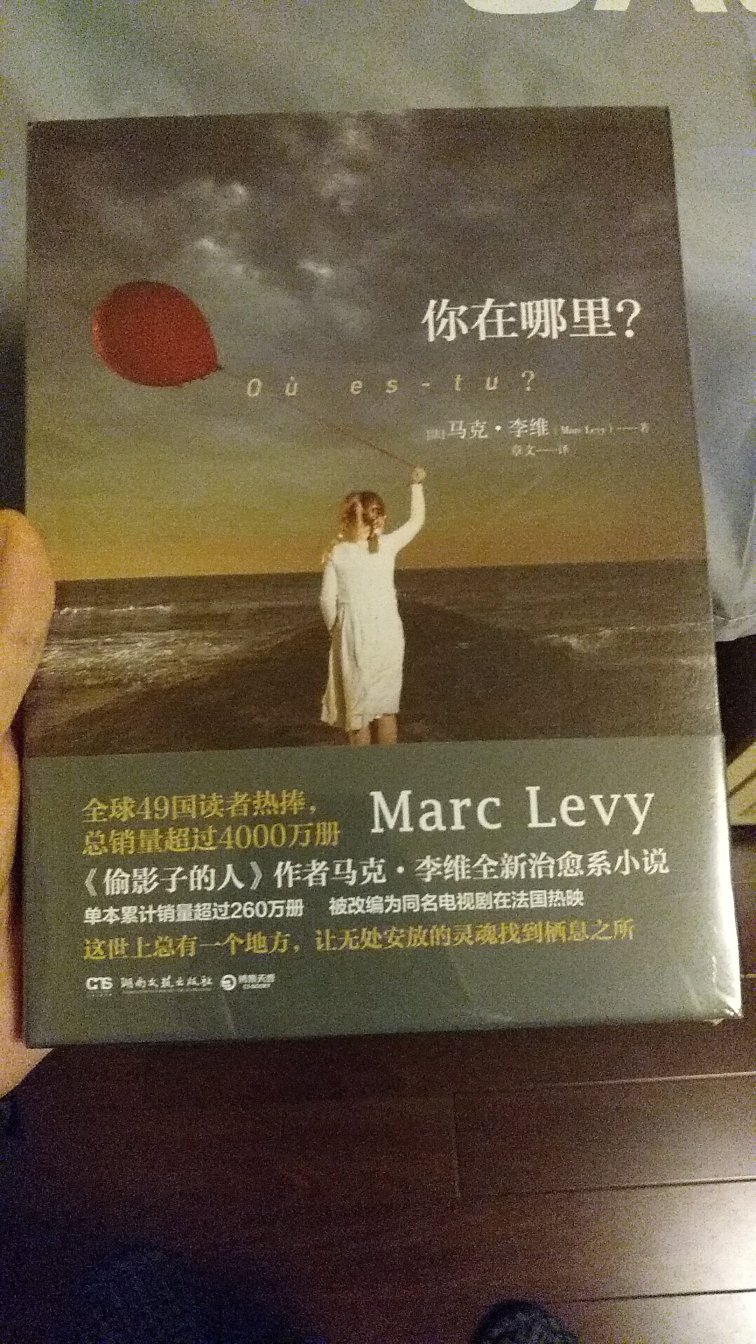 你在哪里？
Où es-tu?
[法]马克·李维（Marc Levy）——著
章文——译
全球49国读者热捧，
总销量超过4000万册
Marc Levy
《偷影子的人》作者马克·李维全新治愈系小说
单本累计销量超过260万册 被改编为同名电视剧在法国热映
这世上总有一个地方，让无处安放的灵魂找到栖息之所
湖南文艺出版社 博集天卷
CS-BOOKY